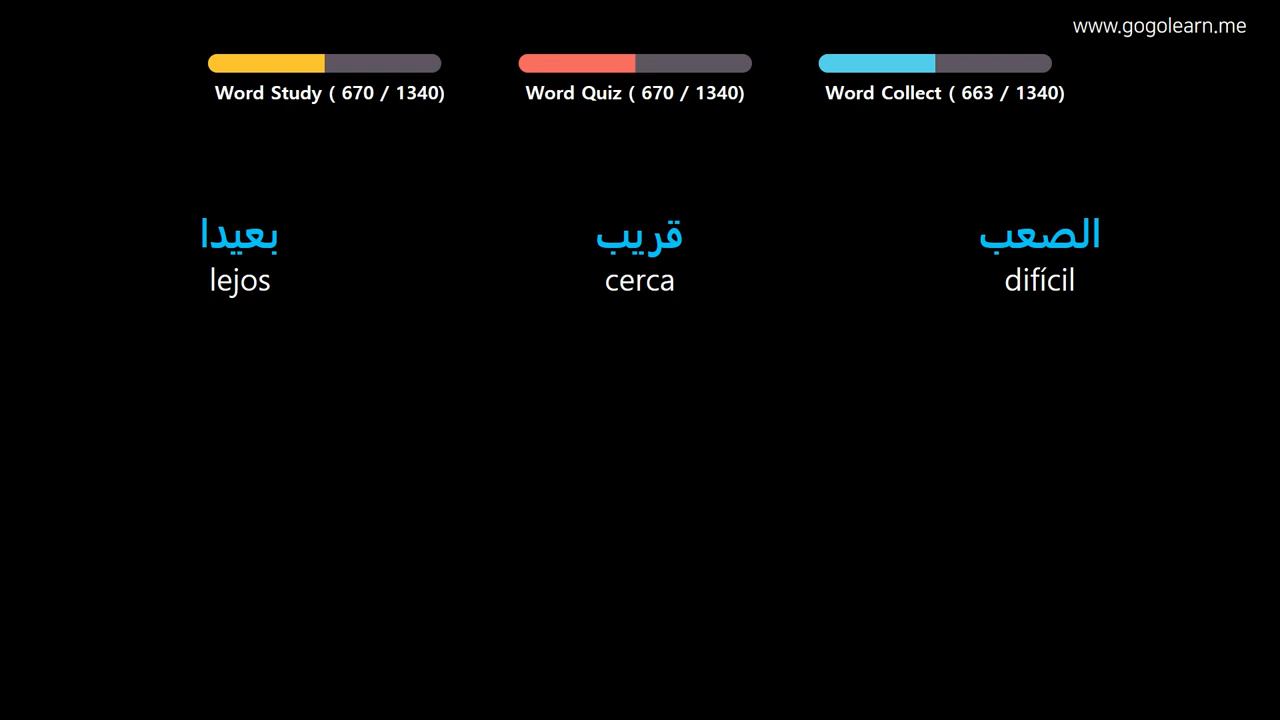 www.gogolearn.me
Word Study ( 670 / 1340)
Word Quiz ( 670 / 1340)
Word Collect ( 663 / 1340)
بعيدا
lejos
قريب
cerca
الصعب
difícil